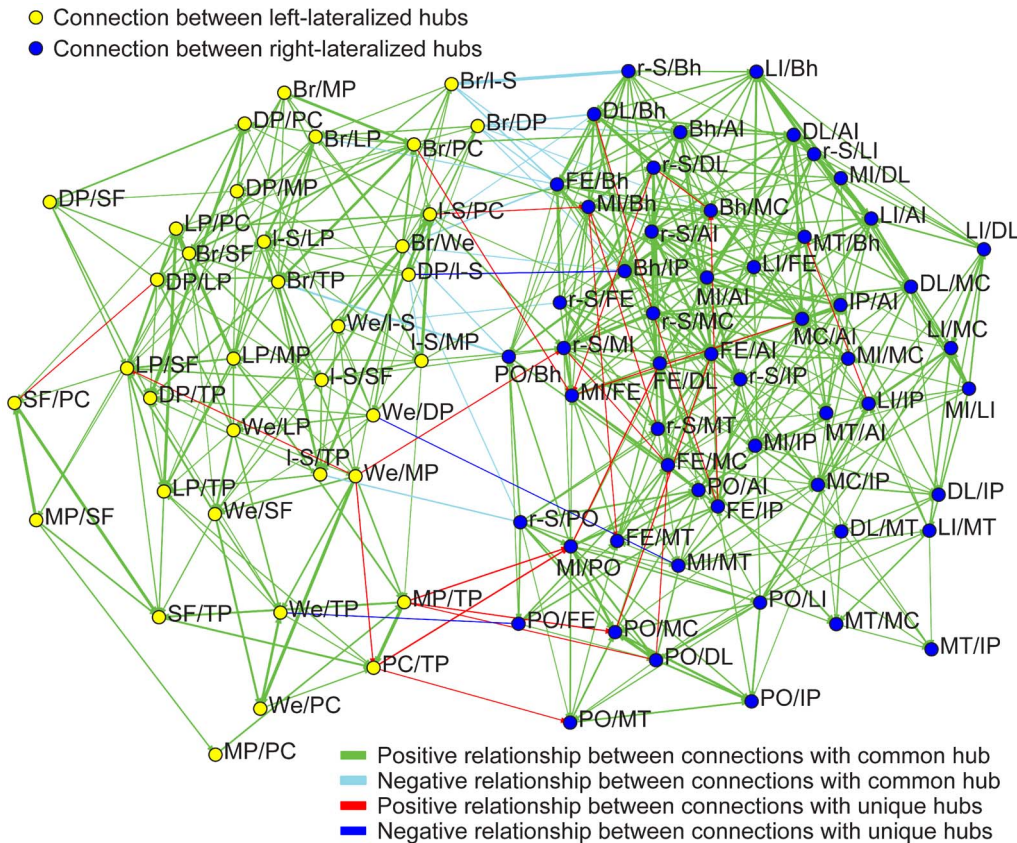 Connection between left-lateralized hubs
Connection between right-lateralized hubs
r-S/Bh
LI/Bh
Br/I-S
Br/MP
DP/PC
Br/LP
Br/DP
Br/PC
DL/Bh
Bh/AI
DL/AI
r-S/LI
r-S/DL
MI/DL
DP/SF
DP/MP
FE/Bh
MI/Bh
Bh/MC
LI/AI
LP/PC
l-S/PC
r-S/AI
MT/Bh
LI/DL
Br/SF
l-S/LP
Br/We
DP/LP
Br/TP
DP/I-S
Bh/IP
LI/FE
MI/AI
DL/MC
r-S/FE
IP/AI
We/I-S
l-S/MP
r-S/MC
MC/AI
LI/MC
r-S/MI
FE/AI
MI/MC
LP/SF
LP/MP
PO/Bh
FE/DL
l-S/SF
r-S/IP
MI/LI
SF/PC
DP/TP
MI/FE
LI/IP
We/DP
MT/AI
We/LP
r-S/MT
MI/IP
l-S/TP
We/MP
FE/MC
LP/TP
PO/AI
MC/IP
DL/IP
MP/SF
We/SF
r-S/PO
FE/IP
FE/MT
DL/MT
LI/MT
MI/PO
MI/MT
MP/TP
PO/LI
SF/TP
We/TP
PO/FE
PO/MC
MT/MC
MT/IP
PC/TP
PO/DL
We/PC
PO/MT
PO/IP
MP/PC
Positive relationship between connections with common hub
Negative relationship between connections with common hub
Positive relationship between connections with unique hubs
Negative relationship between connections with unique hubs